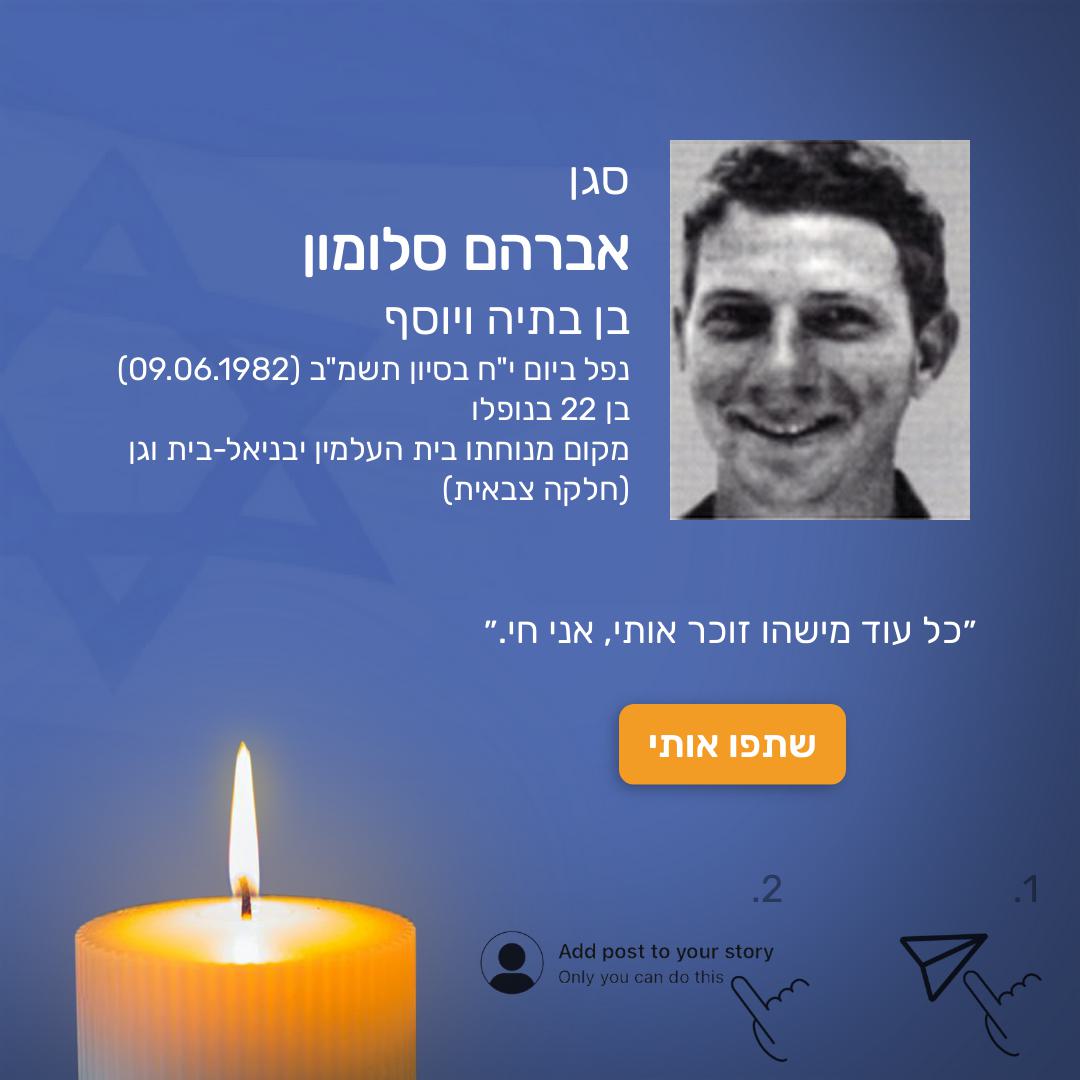 סגן
אברהם סלומון
בן בתיה ויוסף
נפל ביום י"ח בסיון תשמ"ב (09.06.1982)
בן 22 בנופלו
מקום מנוחתו בית העלמין יבניאל-בית וגן
(חלקה צבאית)
״כל עוד מישהו זוכר אותי, אני חי.״
שתפו אותי
1.
2.
Add post to your story
Only you can do this